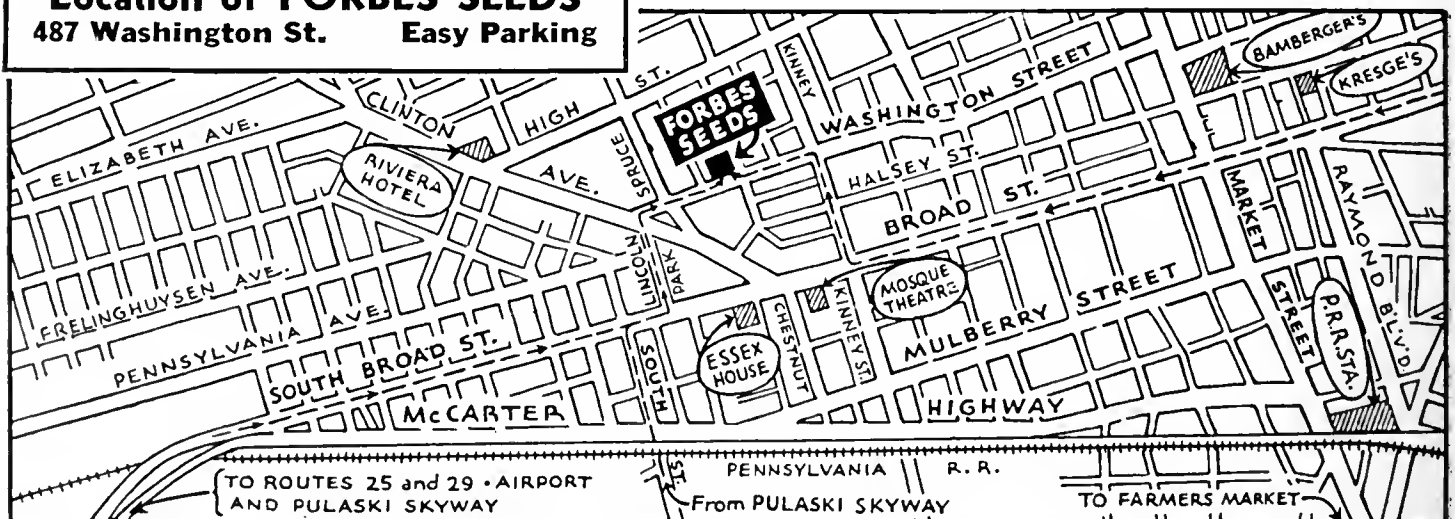 Location of FORBES SEEDS
487 Washington St. Easy Parking
BAMBERGER'S
KRESGE'S
KINNEY
CLINTON
HIGH ST.
FORBES
SEEDS
WASHINGTON STREET
ELIZABETH AVE.
RIVIERA
HOTEL
AVE.
SPRUCE
HALSEY ST.
BROAD ST.
MARKET
RAYMOND BL'V'D.
FRELINGHUYSEN AVE.
LINCOLN
PARK
MOSQUE
THEATRE
MULBERRY STREET
STREET
P.R.R. STA.
PENNSYLVANIA AVE.
SOUTH BROAD ST.
ESSEX
HOUSE
CHESTNUT
KINNEY ST.
SOUTH
McCARTER HIGHWAY
PENNSYLVANIA R. R.
TO ROUTES 25 and 29 • AIRPORT
AND PULASKI SKYWAY
ST.
From PULASKI SKYWAY
TO FARMERS MARKET